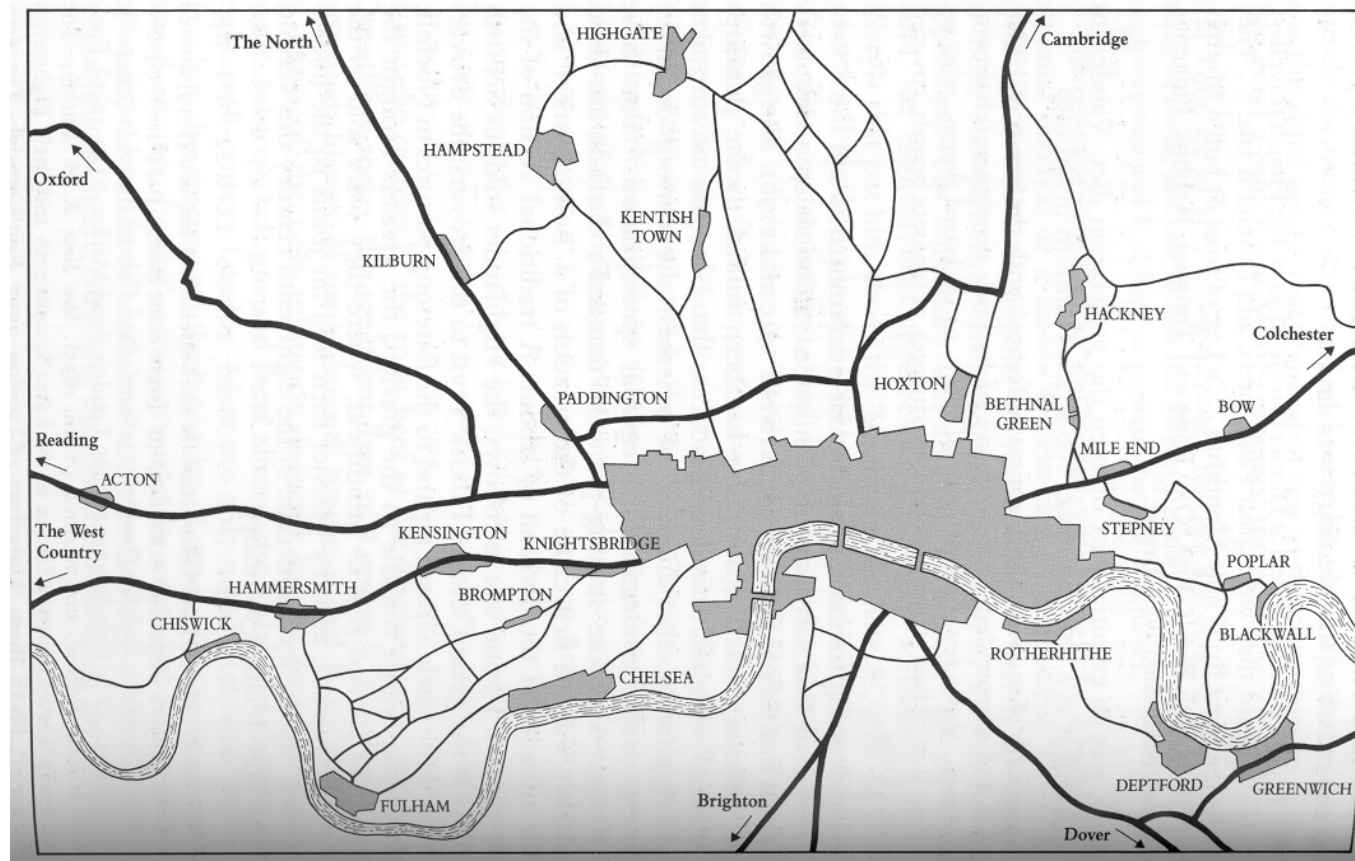 The North
HIGHGATE
Cambridge
HAMPSTEAD
Oxford
KENTISH
TOWN
KILBURN
HACKNEY
Colchester
HOXTON
PADDINGTON
BETHNAL
GREEN
BOW
MILE END
Reading
ACTON
STEPNEY
The West
Country
KENSINGTON
KNIGHTSBRIDGE
POPLAR
HAMMERSMITH
BROMPTON
CHISWICK
BLACKWALL
ROTHERHITHE
CHELSEA
DEPTFORD
GREENWICH
FULHAM
Brighton
Dover